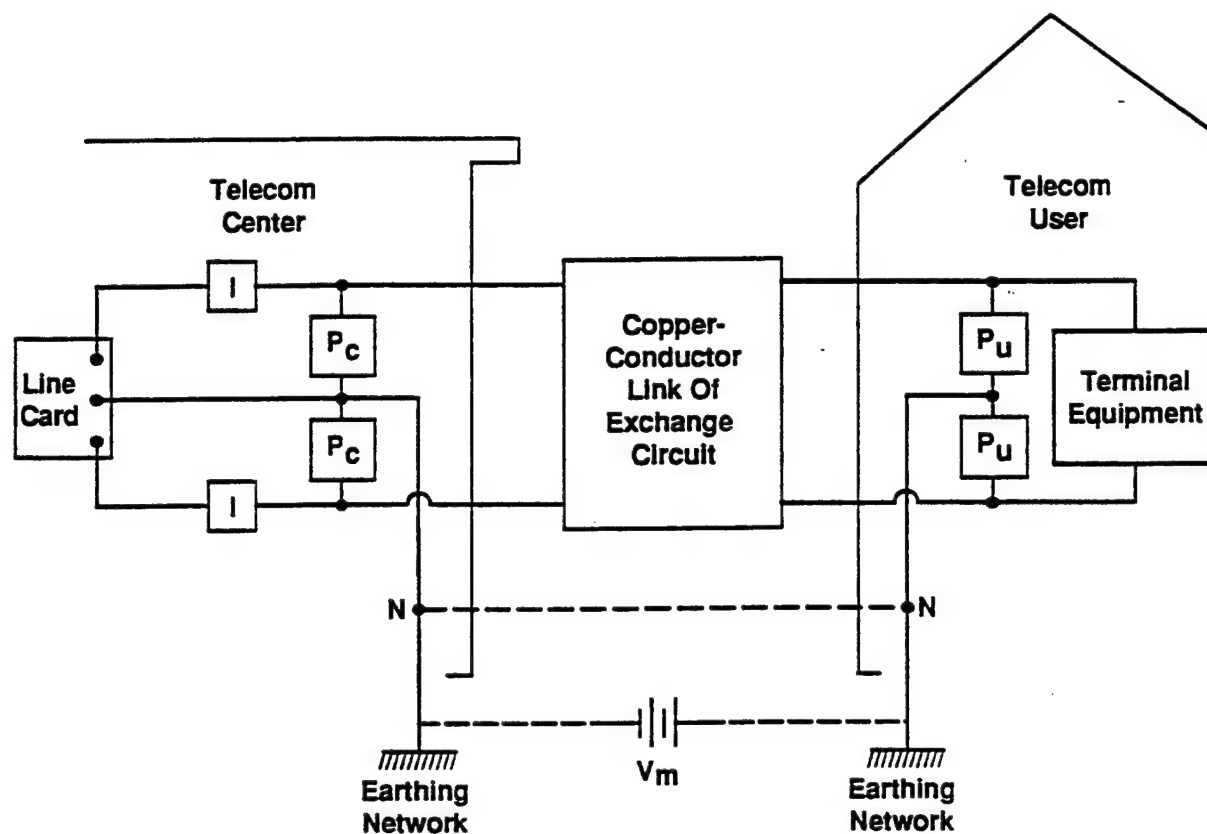 Telecom
Center
Telecom
User
I
Pc
Line
Card
Pc
I
Copper-
Conductor
Link Of
Exchange
Circuit
Pu
Pu
Terminal
Equipment
N
N
Vm
Earthing
Network
Earthing
Network